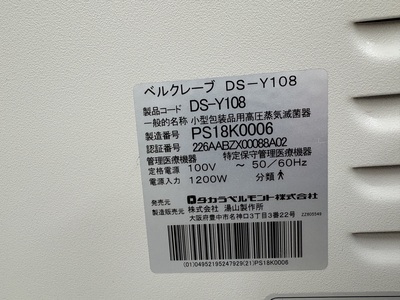 ベルクレーブ DS-Y108
製品コード DS-Y108
一般的名称 小型包装品用高圧蒸気滅菌器
製造番号 PS18K0006
認証番号 226AABZX00088A02
管理医療機器 特定保守管理医療機器
定格電圧 100V ～ 50/60Hz
電源入力 1200W 分類 人
発売元 タカラベルモント株式会社
製造販売元 株式会社 湯山製作所
大阪府豊中市名神口3丁目3番22号
(01)04952195247929(21)PS18K0006